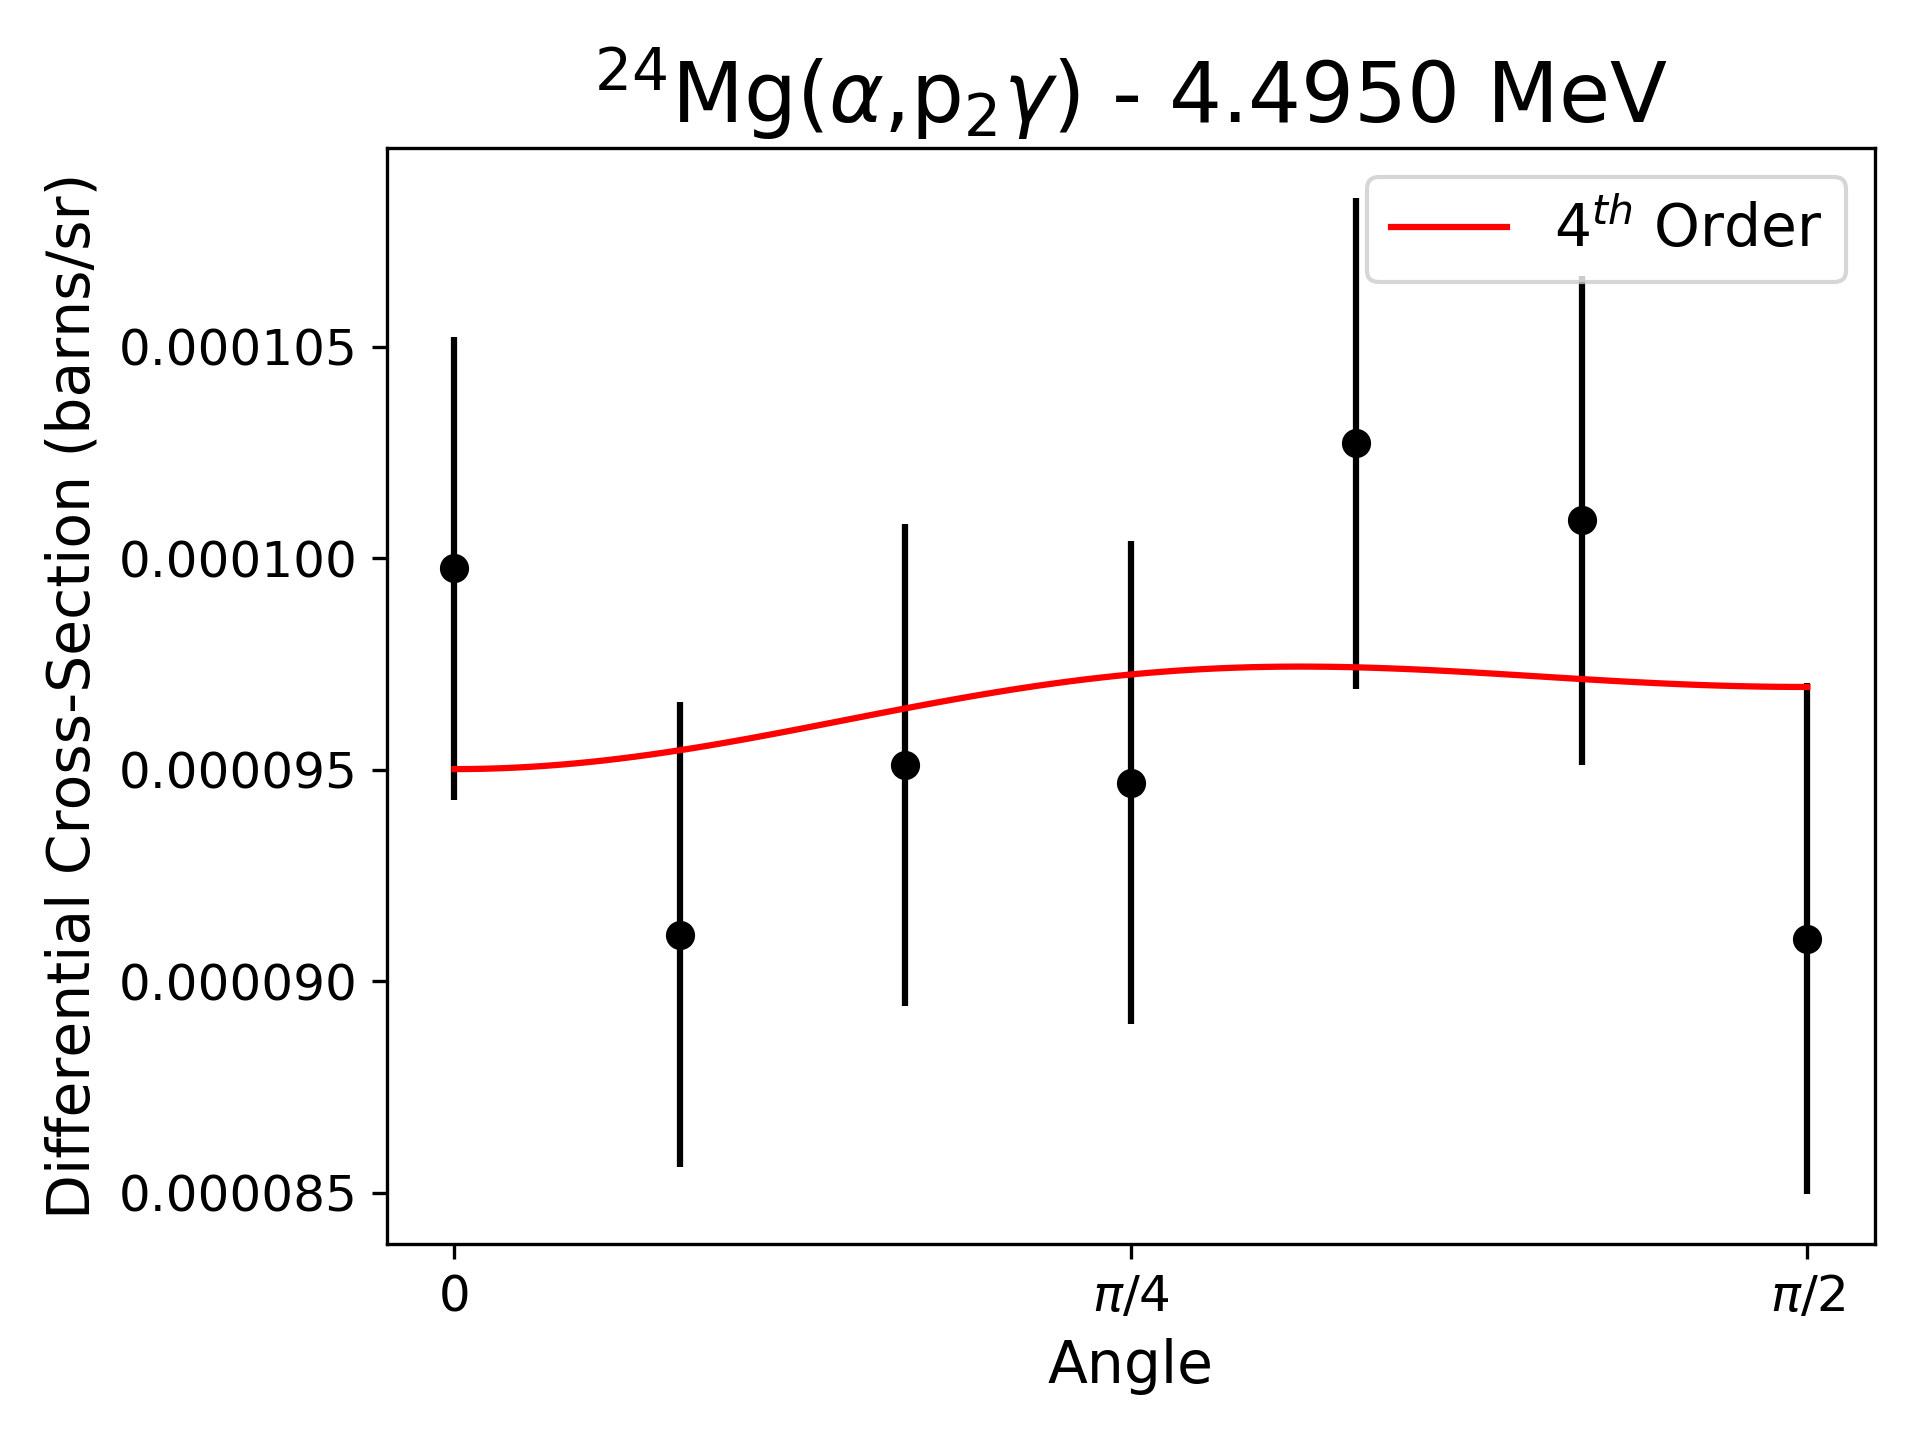 ²⁴Mg(α,p₂γ) - 4.4950 MeV
4ᵗʰ Order
Differential Cross-Section (barns/sr)
0.000105
0.000100
0.000095
0.000090
0.000085
0
π/4
π/2
Angle